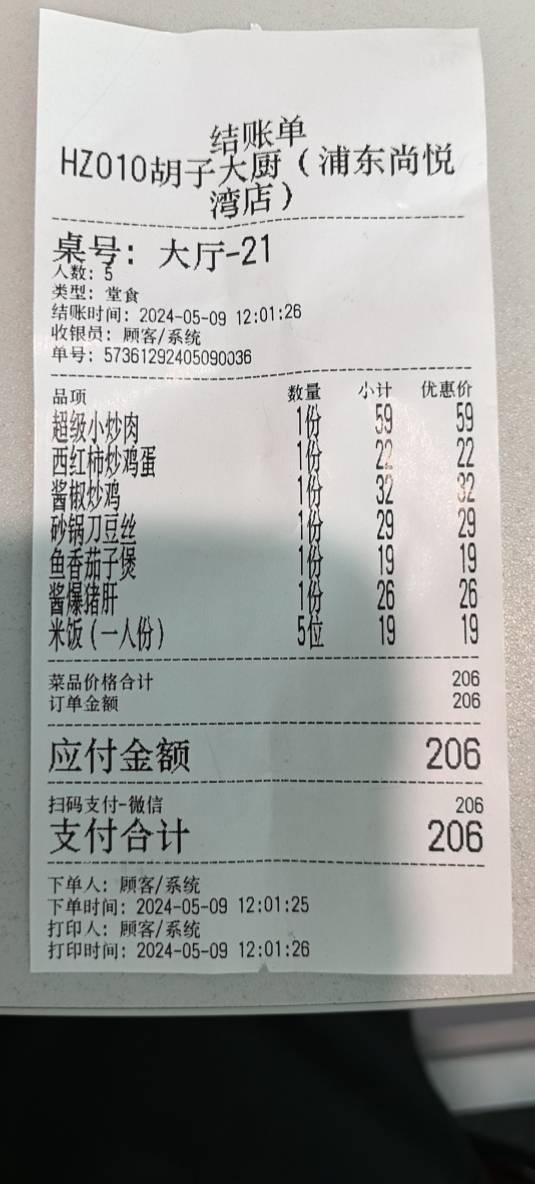 结账单
HZ010胡子大厨（浦东尚悦
湾店）
桌号：大厅-21
人数：5
类型：堂食
结账时间：2024-05-09 12:01:26
收银员：顾客/系统
单号：57361292405090036
品项 数量 小计 优惠价
超级小炒肉 1份 59 59
西红柿炒鸡蛋 1份 22 22
酱椒炒鸡 1份 32 32
砂锅刀豆丝 1份 29 29
鱼香茄子煲 1份 19 19
酱爆猪肝 1份 26 26
米饭（一人份） 5位 19 19
菜品价格合计 206
订单金额 206
应付金额 206
扫码支付-微信 206
支付合计 206
下单人：顾客/系统
下单时间：2024-05-09 12:01:25
打印人：顾客/系统
打印时间：2024-05-09 12:01:26